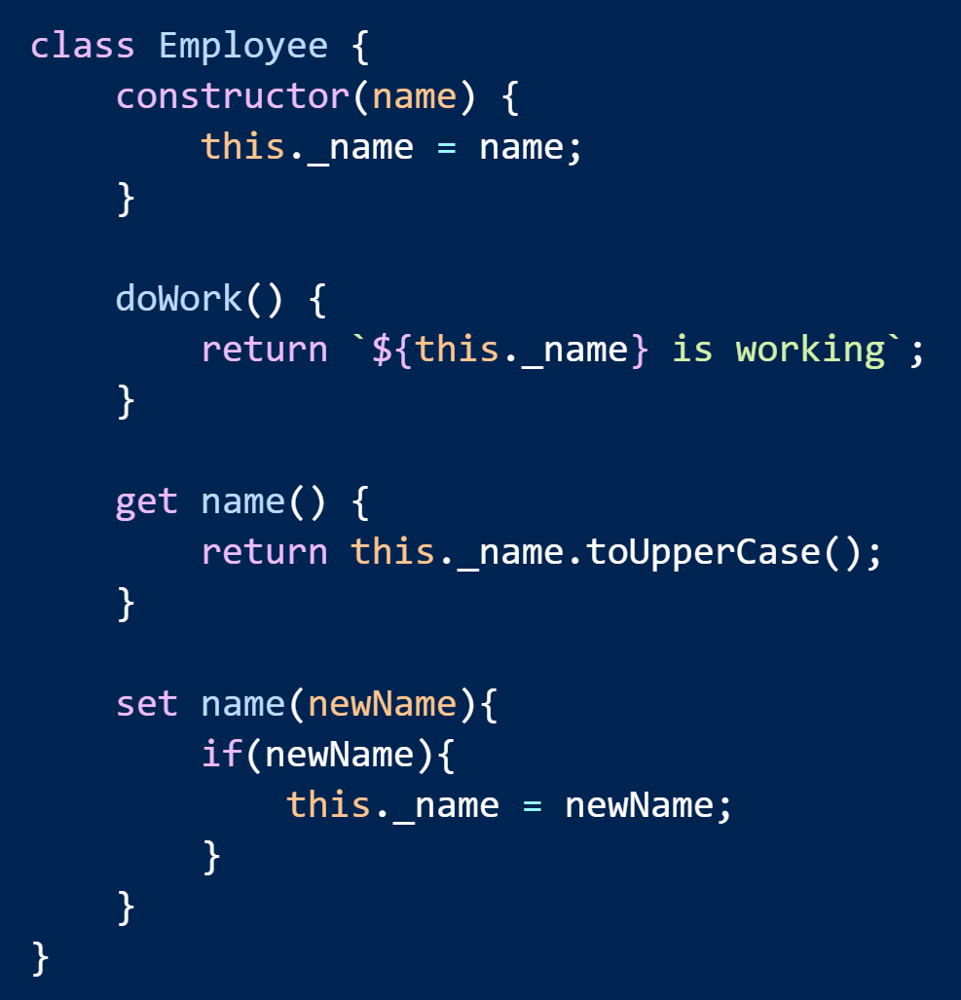 class Employee {
    constructor(name) {
        this._name = name;
    }

    doWork() {
        return `${this._name} is working`;
    }

    get name() {
        return this._name.toUpperCase();
    }

    set name(newName){
        if(newName){
            this._name = newName;
        }
    }
}